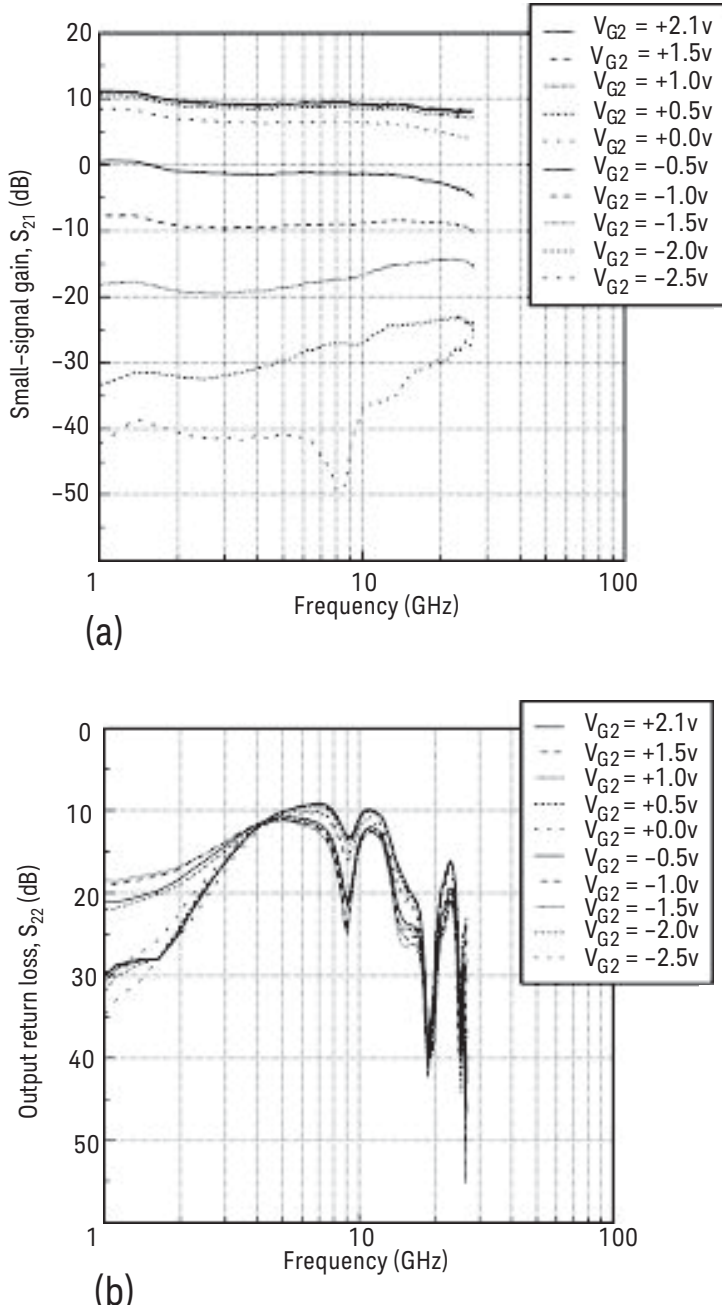 (a)
20
10
0
−10
−20
−30
−40
−50
Small–signal gain, S21 (dB)
1
10
100
Frequency (GHz)
VG2 = +2.1v
VG2 = +1.5v
VG2 = +1.0v
VG2 = +0.5v
VG2 = +0.0v
VG2 = −0.5v
VG2 = −1.0v
VG2 = −1.5v
VG2 = −2.0v
VG2 = −2.5v
0
10
20
30
40
50
Output return loss, S22 (dB)
1
10
100
Frequency (GHz)
VG2 = +2.1v
VG2 = +1.5v
VG2 = +1.0v
VG2 = +0.5v
VG2 = +0.0v
VG2 = −0.5v
VG2 = −1.0v
VG2 = −1.5v
VG2 = −2.0v
VG2 = −2.5v
(b)